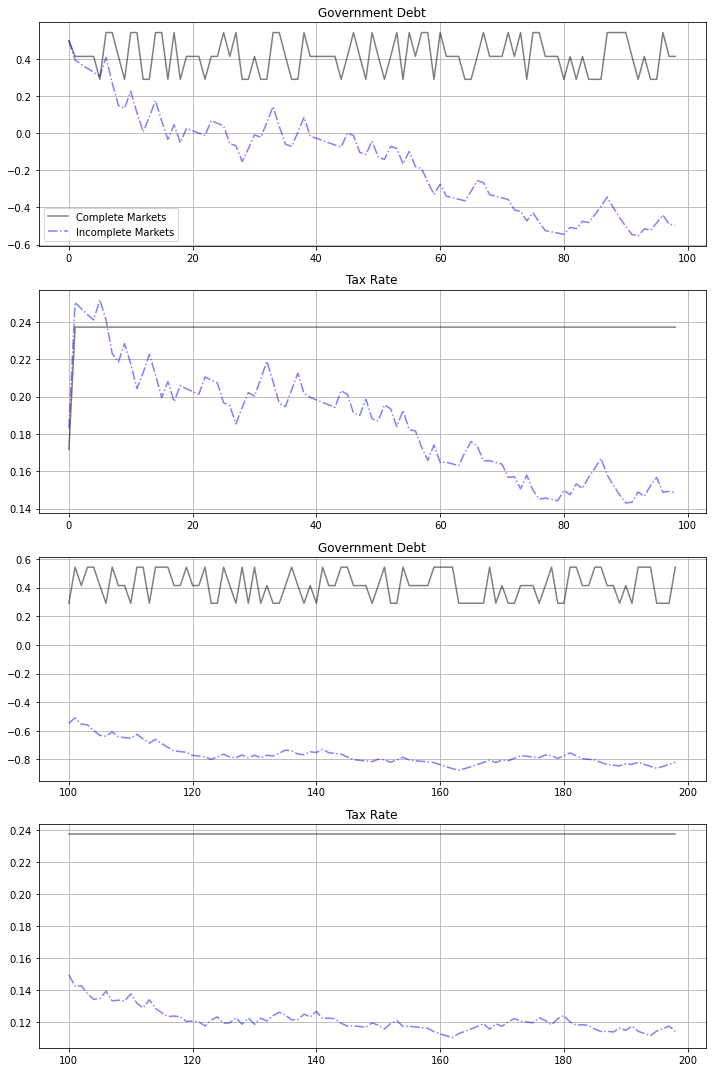 Government Debt
0.4
0.2
0.0
−0.2
−0.4
−0.6
Complete Markets
Incomplete Markets
0 20 40 60 80 100
Tax Rate
0.24
0.22
0.20
0.18
0.16
0.14
0 20 40 60 80 100
Government Debt
0.6
0.4
0.2
0.0
−0.2
−0.4
−0.6
−0.8
100 120 140 160 180 200
Tax Rate
0.24
0.22
0.20
0.18
0.16
0.14
0.12
100 120 140 160 180 200